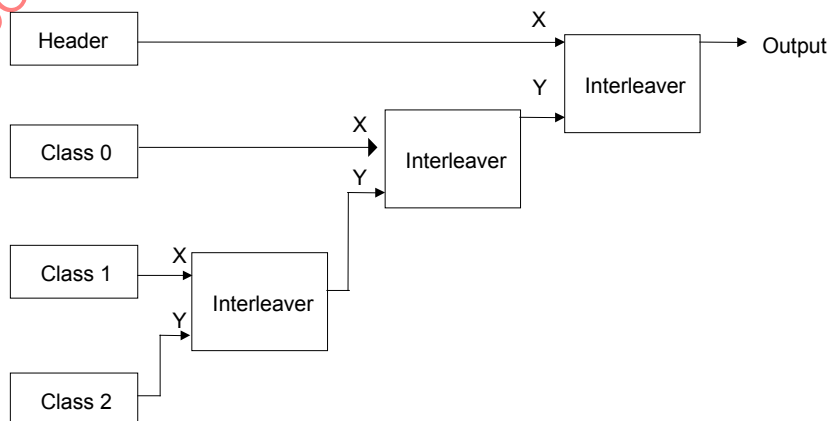 Header
X
Output
Y
Interleaver
Class 0
X
Y
Interleaver
Class 1
X
Y
Interleaver
Class 2